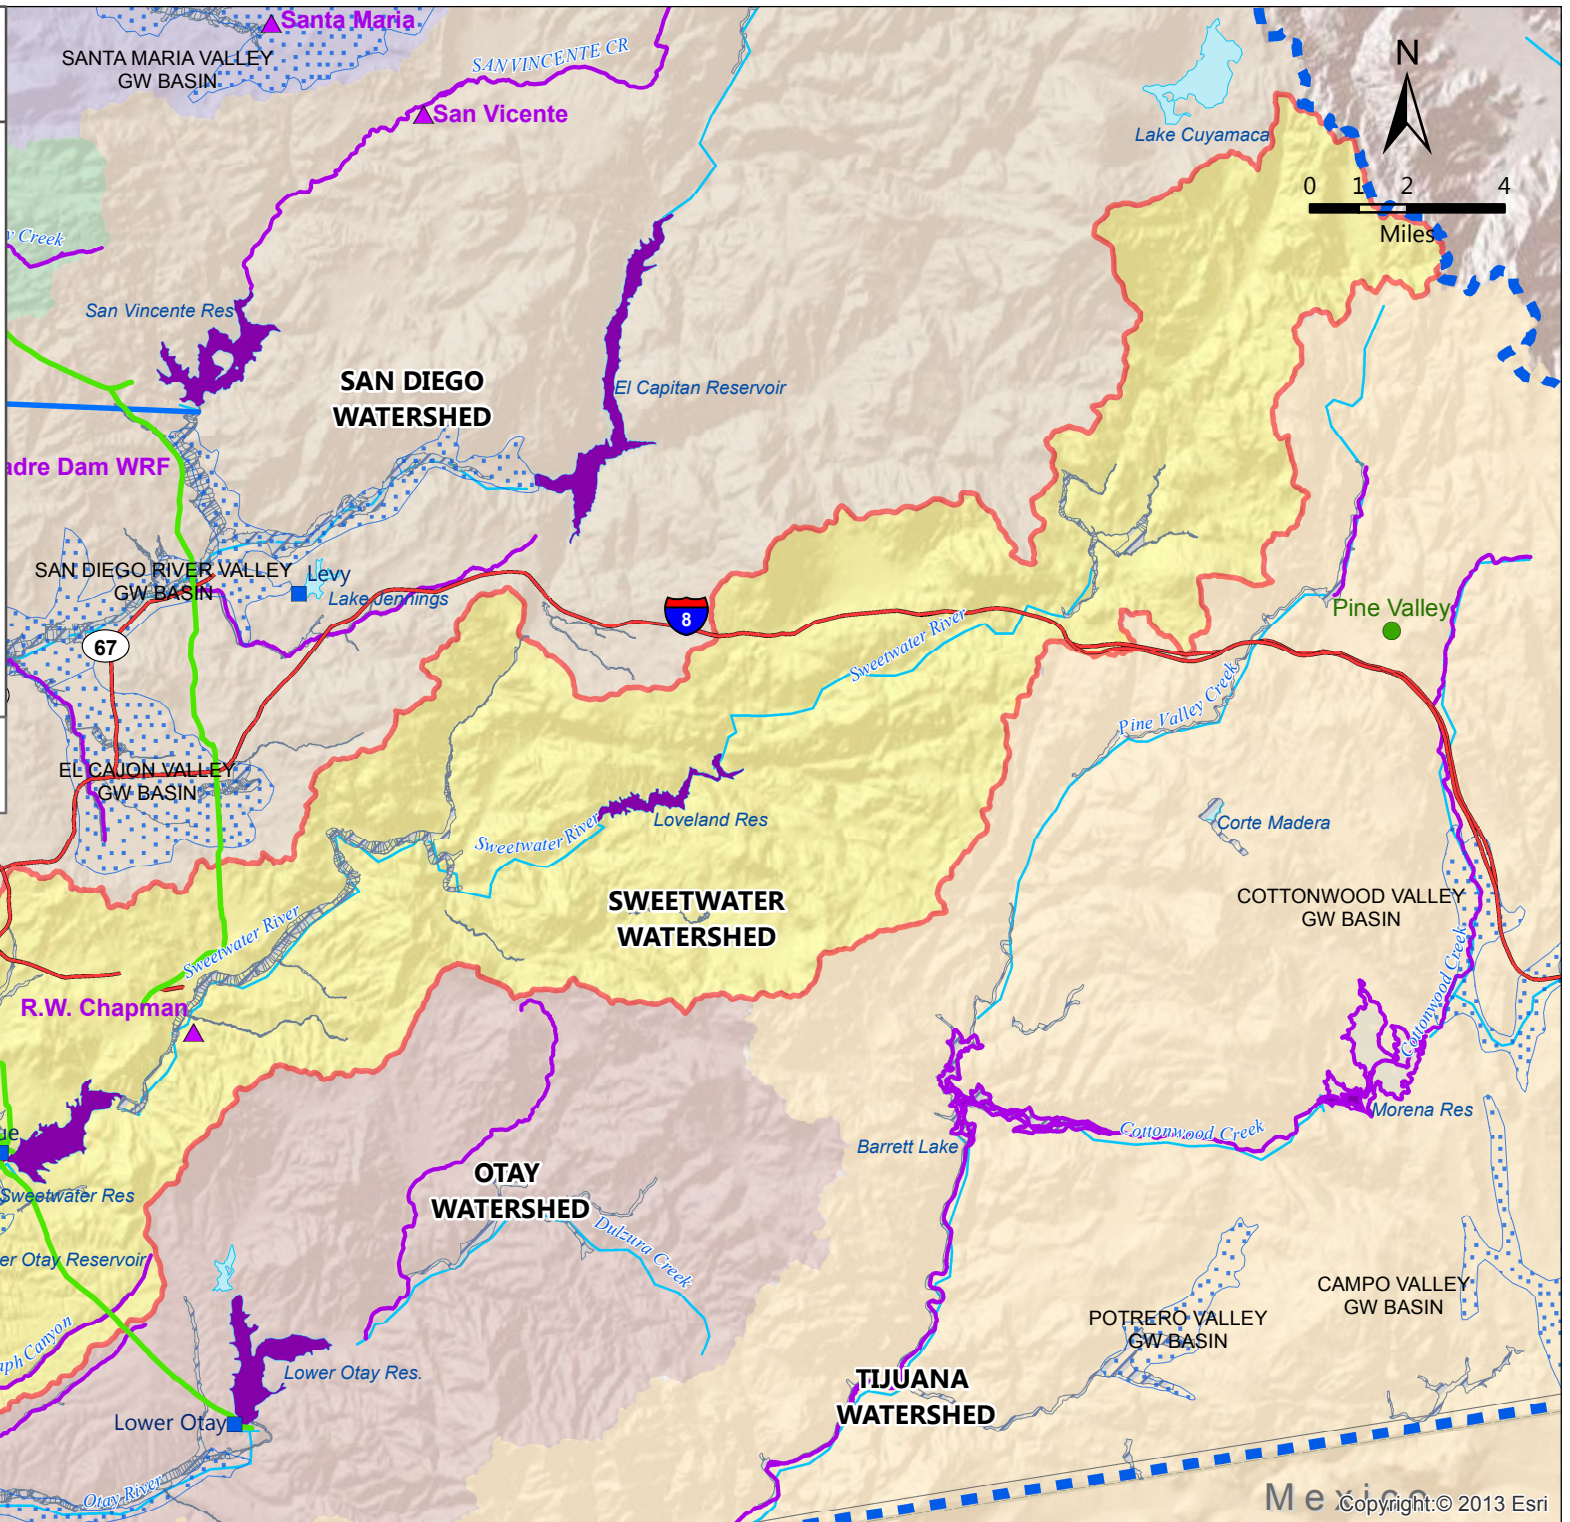 Santa Maria
SANTA MARIA VALLEY
GW BASIN
SAN VINCENTE CR
San Vicente
Lake Cuyamaca
N
0 1 2 4
Miles
Creek
San Vincente Res
SAN DIEGO
WATERSHED
El Capitan Reservoir
Dam WRF
SAN DIEGO RIVER VALLEY
GW BASIN
Levy
Lake Jennings
8
67
Pine Valley
Sweetwater River
Pine Valley Creek
EL CAJON VALLEY
GW BASIN
Loveland Res
Sweetwater River
Corte Madera
SWEETWATER
WATERSHED
COTTONWOOD VALLEY
GW BASIN
Sweetwater River
Cottonwood Creek
R.W. Chapman
Morena Res
Cottonwood Creek
Barrett Lake
Sweetwater Res
OTAY
WATERSHED
Dulzura Creek
er Otay Reservoir
CAMPO VALLEY
GW BASIN
POTRERO VALLEY
GW BASIN
Canyon
Lower Otay Res.
TIJUANA
WATERSHED
Lower Otay
Otay River
Mexico
Copyright:© 2013 Esri